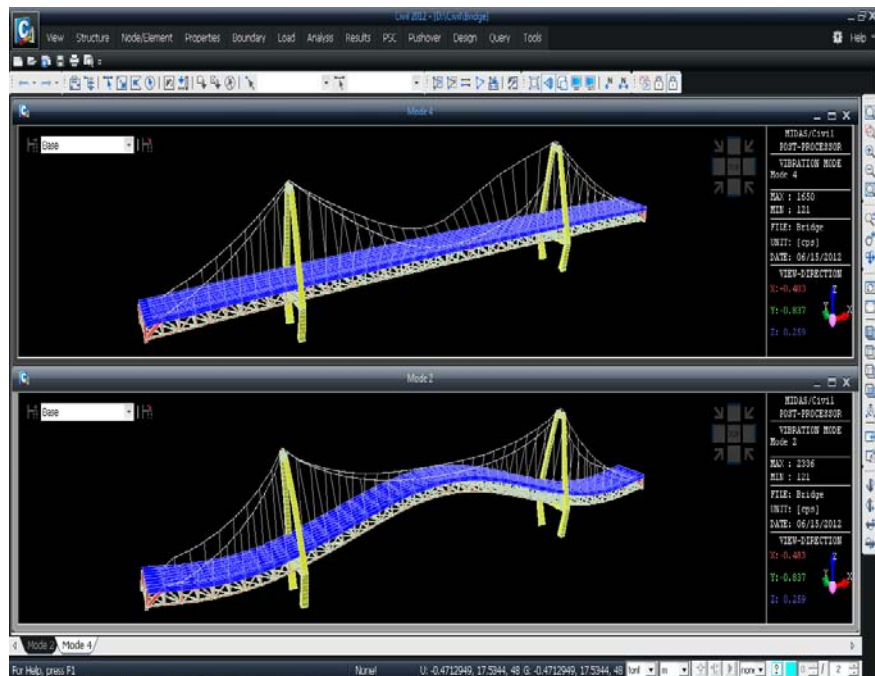 Civil 2012 - [D:\Civil\Bridge]
View Structure Node/Element Properties Boundary Load Analysis Results PSC Pushover Design Query Tools Help
Mode 4
Base
MIDAS/Civil
POST-PROCESSOR
VIBRATION MODE
Mode 4
MAX : 1650
MIN : 121
FILE: Bridge
UNIT: [cps]
DATE: 06/15/2012
VIEW-DIRECTION
X:-0.483
Y:-0.837
Z: 0.259
Z
Y X
Mode 2
Base
MIDAS/Civil
POST-PROCESSOR
VIBRATION MODE
Mode 2
MAX : 2336
MIN : 121
FILE: Bridge
UNIT: [cps]
DATE: 06/15/2012
VIEW-DIRECTION
X:-0.483
Y:-0.837
Z: 0.259
Z
Y X
Mode 2 Mode 4
For Help, press F1 None! U: -0.4712949, 17.5344, 48 G: -0.4712949, 17.5344, 48 tonf m non ? 0 / 2